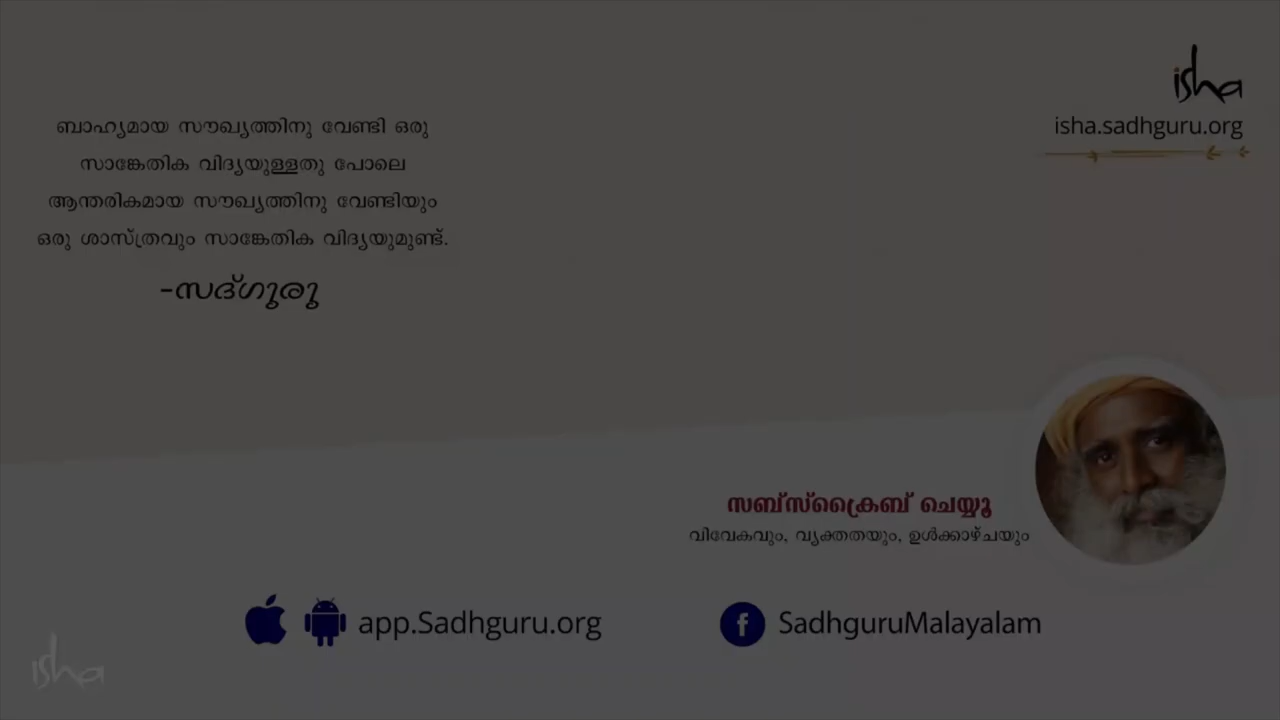 ബാഹ്യമായ സൗഖ്യത്തിനു വേണ്ടി ഒരു
സാങ്കേതിക വിദ്യയുള്ളതു പോലെ
ആന്തരികമായ സൗഖ്യത്തിനു വേണ്ടിയും
ഒരു ശാസ്ത്രവും സാങ്കേതിക വിദ്യയുമുണ്ട്.
-സദ്ഗുരു
isha
isha.sadhguru.org
സബ്സ്ക്രൈബ് ചെയ്യൂ
വിവേകവും, വ്യക്തതയും, ഉൾക്കാഴ്ചയും
app.Sadhguru.org
SadhguruMalayalam
isha